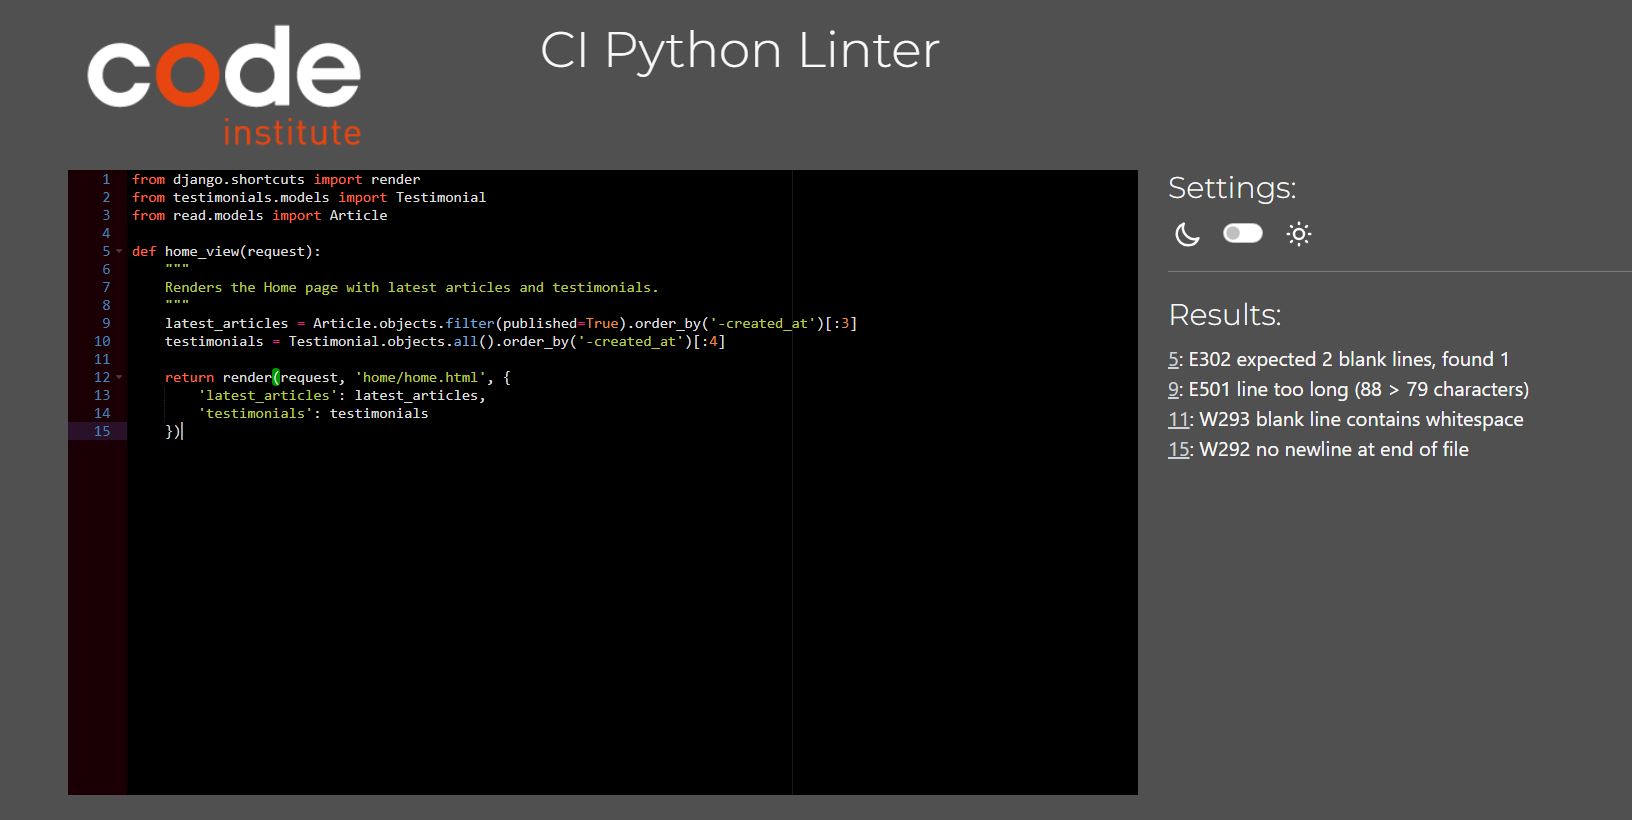 code
institute
CI Python Linter
1 from django.shortcuts import render
2 from testimonials.models import Testimonial
3 from read.models import Article
4
5 def home_view(request):
6     """
7     Renders the Home page with latest articles and testimonials.
8     """
9     latest_articles = Article.objects.filter(published=True).order_by('-created_at')[:3]
10     testimonials = Testimonial.objects.all().order_by('-created_at')[:4]
11
12     return render(request, 'home/home.html', {
13         'latest_articles': latest_articles,
14         'testimonials': testimonials
15     })
Settings:
Results:
5: E302 expected 2 blank lines, found 1
9: E501 line too long (88 > 79 characters)
11: W293 blank line contains whitespace
15: W292 no newline at end of file